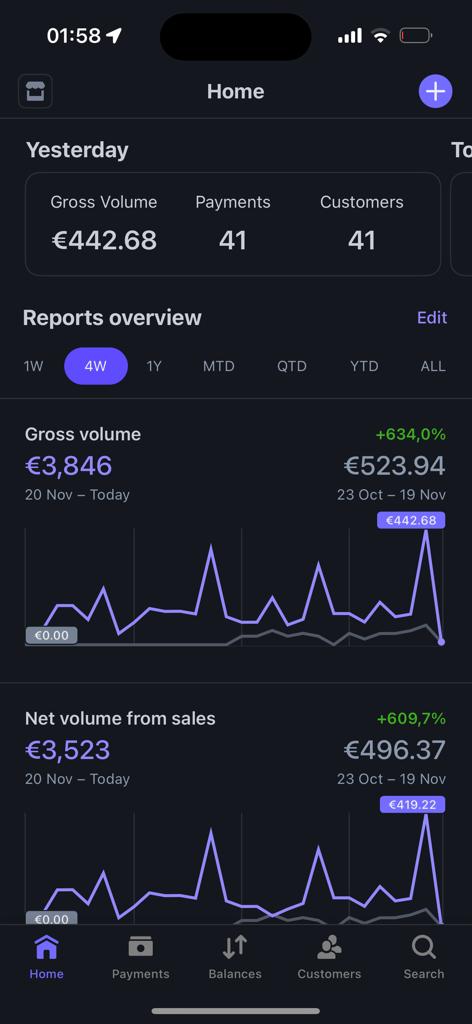 01:58
Home
Yesterday
To
Gross Volume Payments Customers
€442.68 41 41
Reports overview Edit
1W 4W 1Y MTD QTD YTD ALL
Gross volume +634,0%
€3,846 €523.94
20 Nov – Today 23 Oct – 19 Nov
€442.68
€0.00
Net volume from sales +609,7%
€3,523 €496.37
20 Nov – Today 23 Oct – 19 Nov
€419.22
€0.00
Home Payments Balances Customers Search